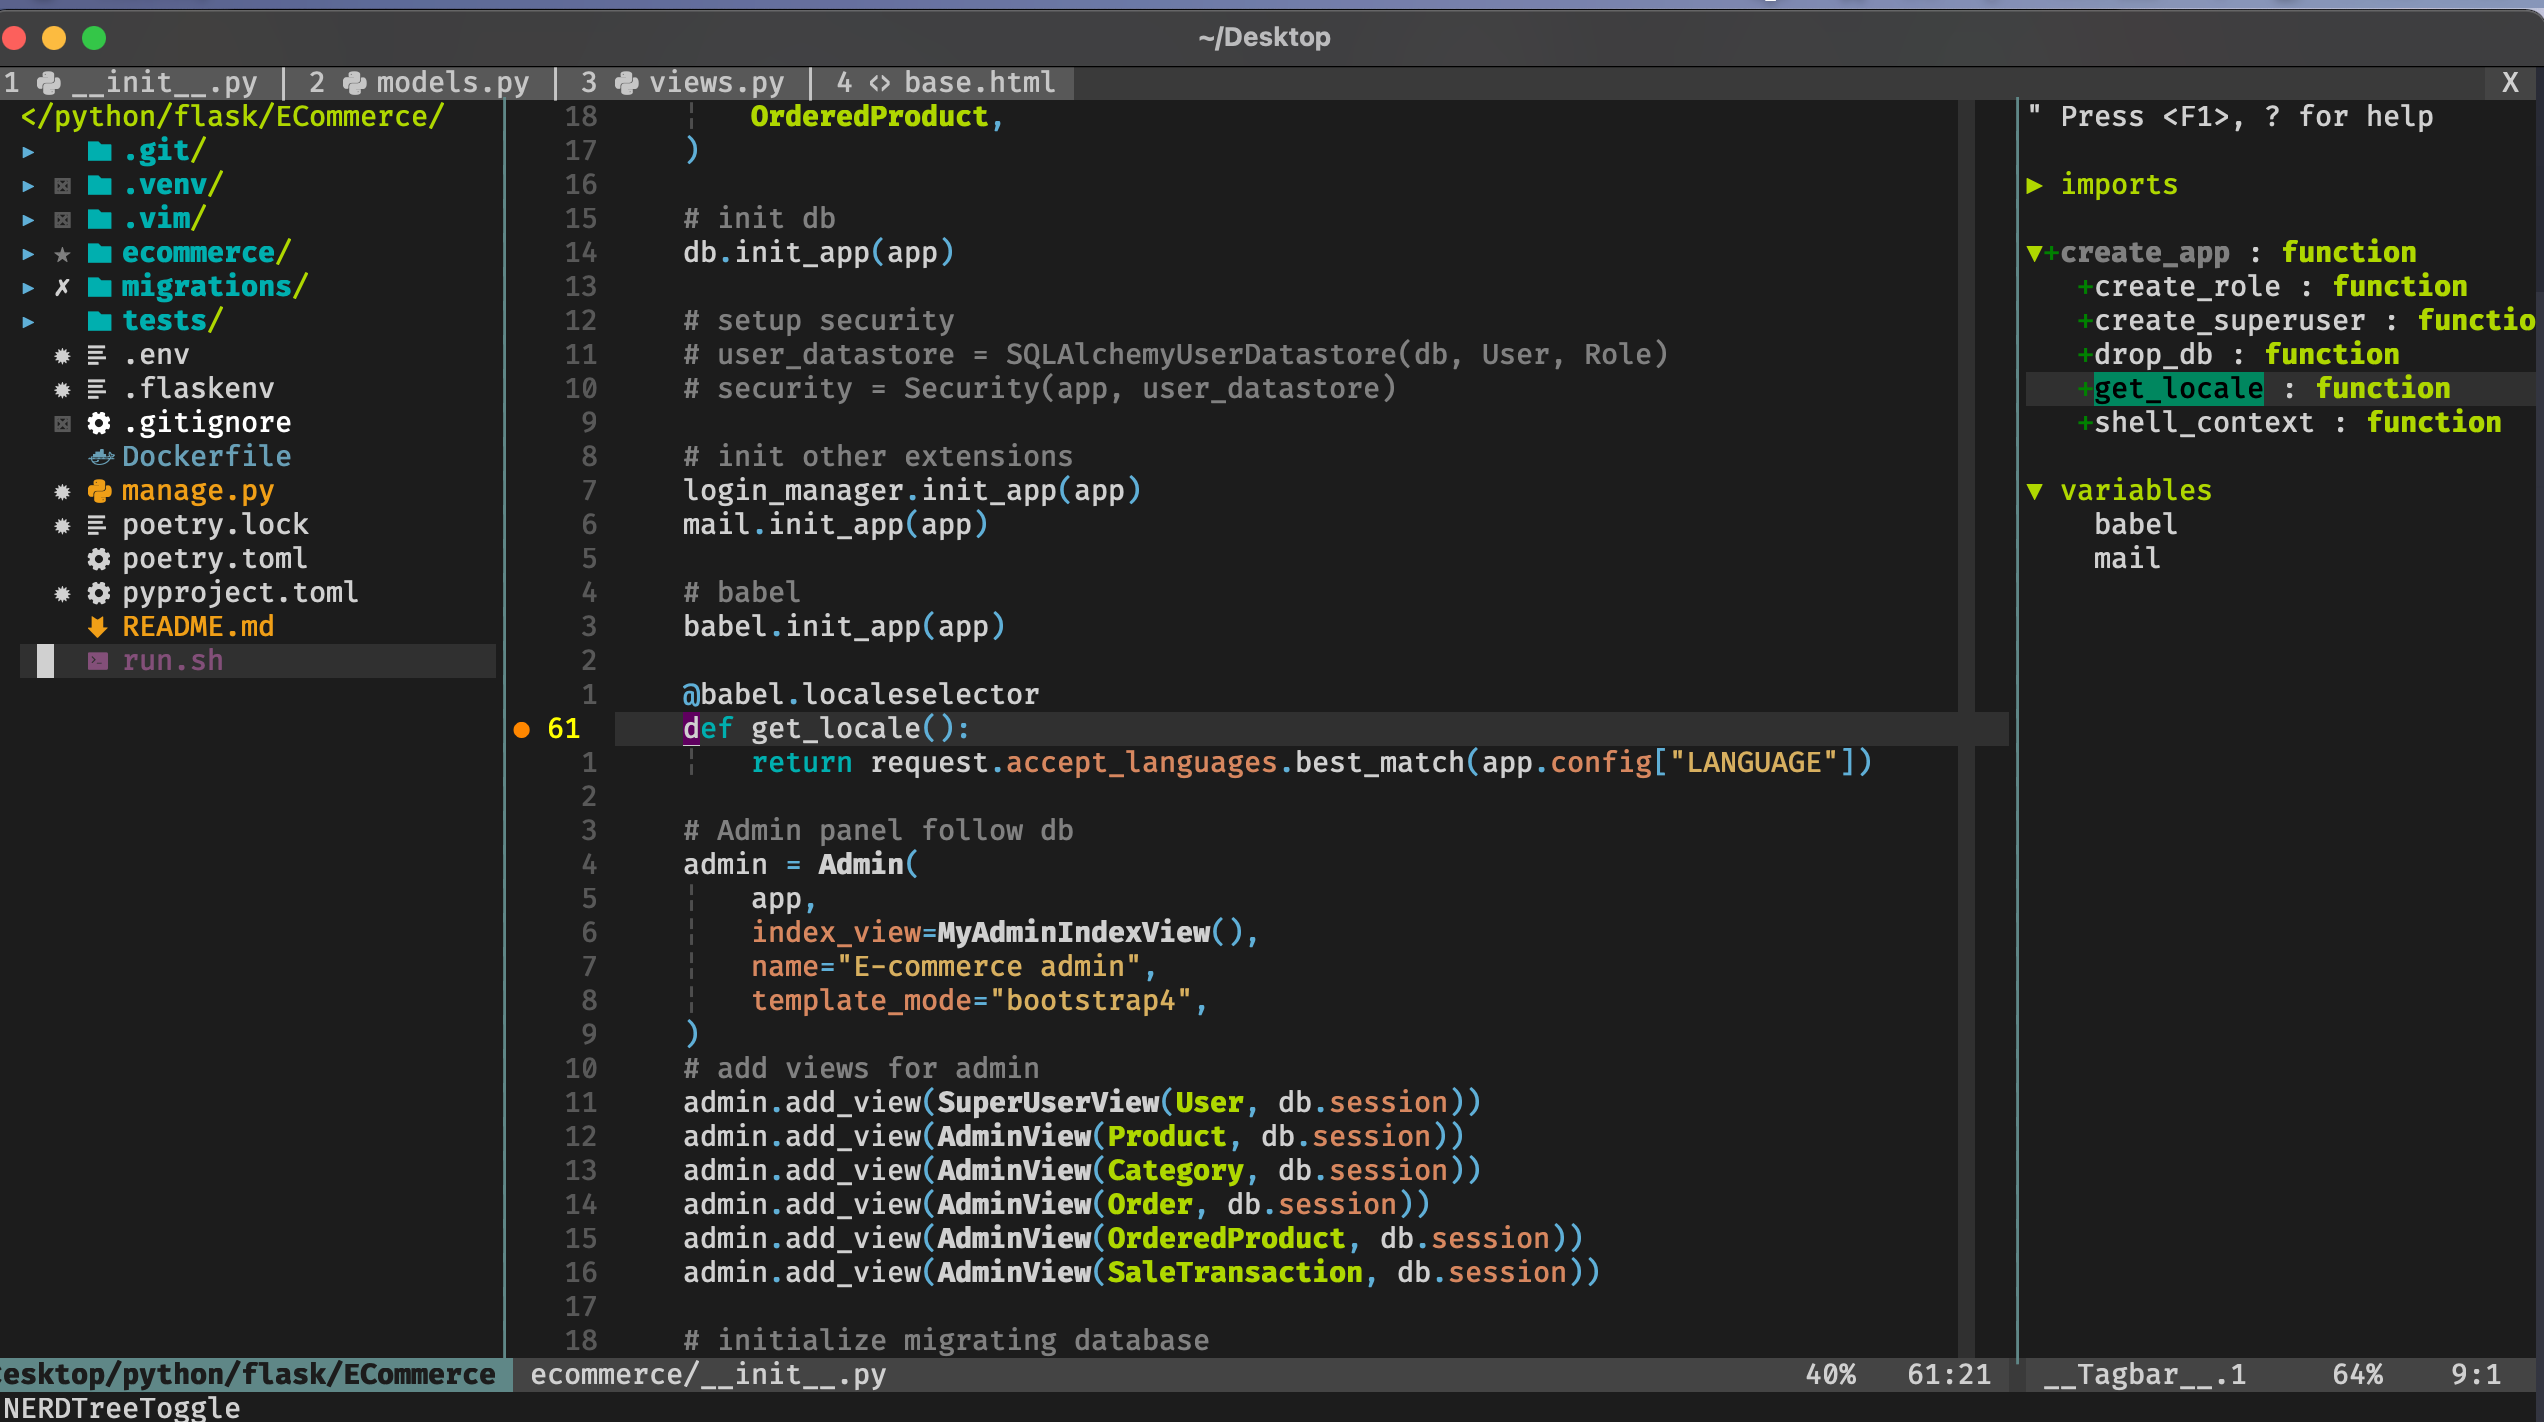 ~/Desktop
1 __init__.py | 2 models.py | 3 views.py | 4 <> base.html X
</python/flask/ECommerce/
.git/
.venv/
.vim/
ecommerce/
migrations/
tests/
.env
.flaskenv
.gitignore
Dockerfile
manage.py
poetry.lock
poetry.toml
pyproject.toml
README.md
run.sh
18 OrderedProduct,
17 )
16
15 # init db
14 db.init_app(app)
13
12 # setup security
11 # user_datastore = SQLAlchemyUserDatastore(db, User, Role)
10 # security = Security(app, user_datastore)
9
8 # init other extensions
7 login_manager.init_app(app)
6 mail.init_app(app)
5
4 # babel
3 babel.init_app(app)
2
1 @babel.localeselector
61 def get_locale():
1 return request.accept_languages.best_match(app.config["LANGUAGE"])
2
3 # Admin panel follow db
4 admin = Admin(
5 app,
6 index_view=MyAdminIndexView(),
7 name="E-commerce admin",
8 template_mode="bootstrap4",
9 )
10 # add views for admin
11 admin.add_view(SuperUserView(User, db.session))
12 admin.add_view(AdminView(Product, db.session))
13 admin.add_view(AdminView(Category, db.session))
14 admin.add_view(AdminView(Order, db.session))
15 admin.add_view(AdminView(OrderedProduct, db.session))
16 admin.add_view(AdminView(SaleTransaction, db.session))
17
18 # initialize migrating database
" Press <F1>, ? for help
▶ imports
▼+create_app : function
+create_role : function
+create_superuser : functio
+drop_db : function
+get_locale : function
+shell_context : function
▼ variables
babel
mail
esktop/python/flask/ECommerce ecommerce/__init__.py 40% 61:21 __Tagbar__.1 64% 9:1
NERDTreeToggle